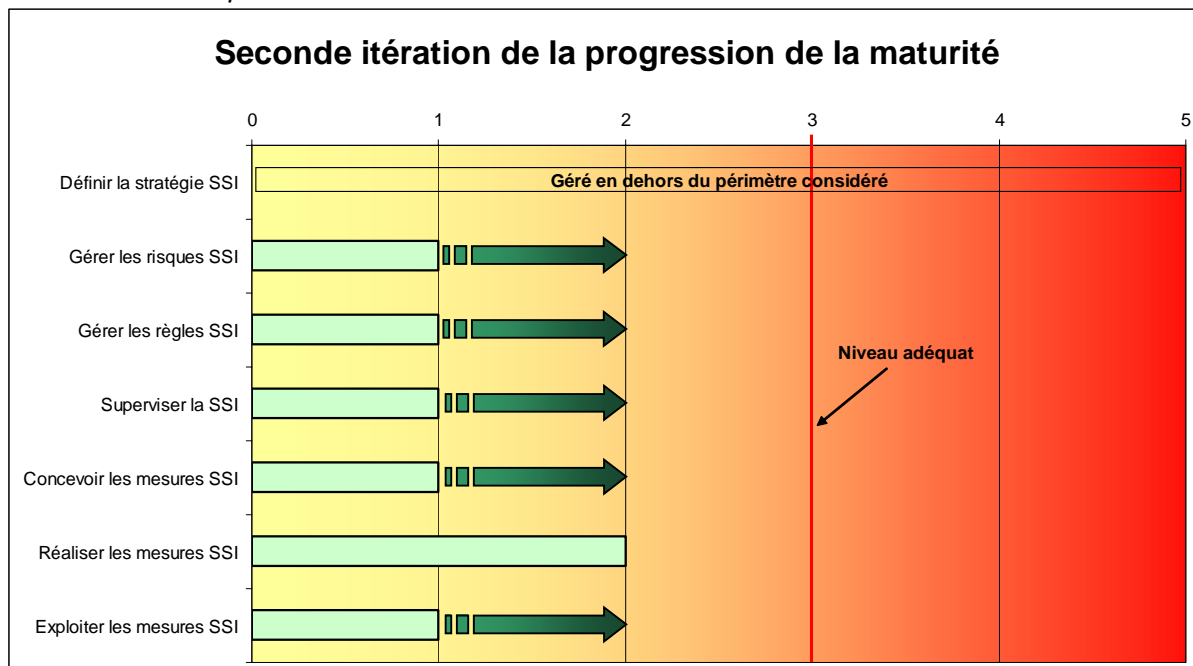 Seconde itération de la progression de la maturité
0 1 2 3 4 5
Définir la stratégie SSI
Géré en dehors du périmètre considéré
Gérer les risques SSI
Gérer les règles SSI
Niveau adéquat
Superviser la SSI
Concevoir les mesures SSI
Réaliser les mesures SSI
Exploiter les mesures SSI